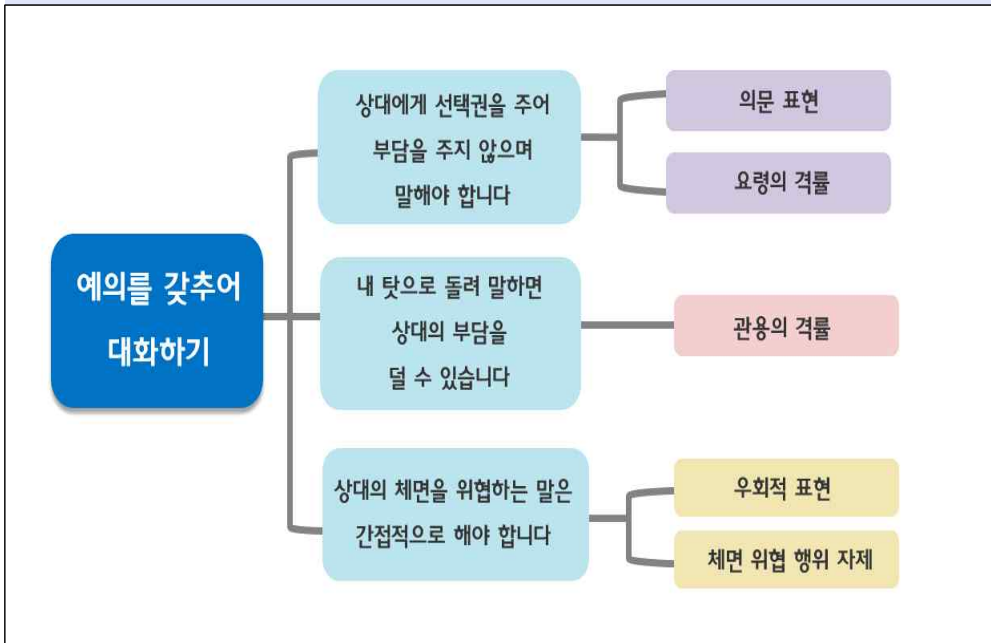 예의를 갖추어
대화하기
상대에게 선택권을 주어
부담을 주지 않으며
말해야 합니다
의문 표현
요령의 격률
내 탓으로 돌려 말하면
상대의 부담을
덜 수 있습니다
관용의 격률
상대의 체면을 위협하는 말은
간접적으로 해야 합니다
우회적 표현
체면 위협 행위 자제